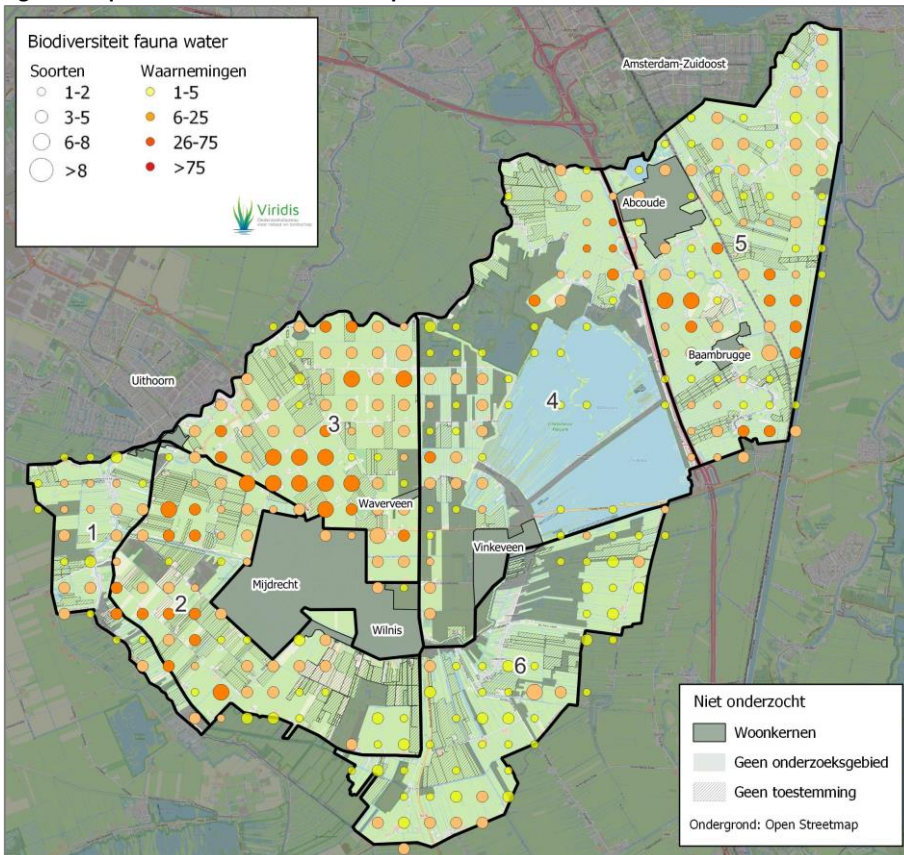 Biodiversiteit fauna water
Soorten Waarnemingen
1-2 1-5
3-5 6-25
6-8 26-75
>8 >75
Viridis
Amsterdam-Zuidoost
Abcoude
5
Baambrugge
Uithoorn
4
3
Waverveen
1
Vinkeveen
Mijdrecht
2
Wilnis
6
Niet onderzocht
Woonkernen
Geen onderzoeksgebied
Geen toestemming
Ondergrond: Open Streetmap